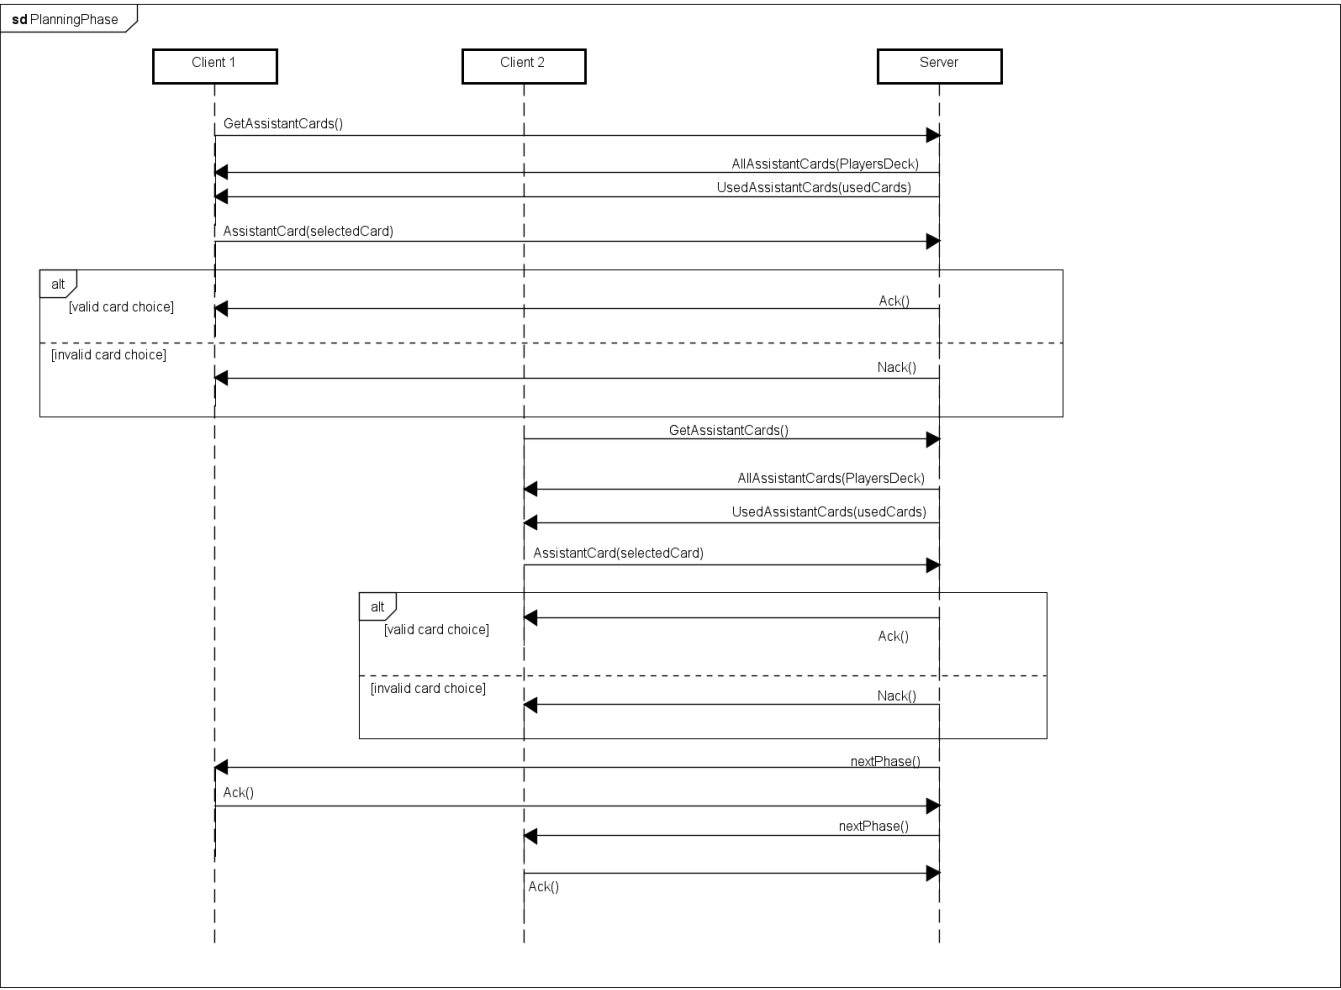 sd PlanningPhase
Client 1
Client 2
Server
GetAssistantCards()
AllAssistantCards(PlayersDeck)
UsedAssistantCards(usedCards)
AssistantCard(selectedCard)
alt
[valid card choice]
Ack()
[invalid card choice]
Nack()
GetAssistantCards()
AllAssistantCards(PlayersDeck)
UsedAssistantCards(usedCards)
AssistantCard(selectedCard)
alt
[valid card choice]
Ack()
[invalid card choice]
Nack()
nextPhase()
Ack()
nextPhase()
Ack()